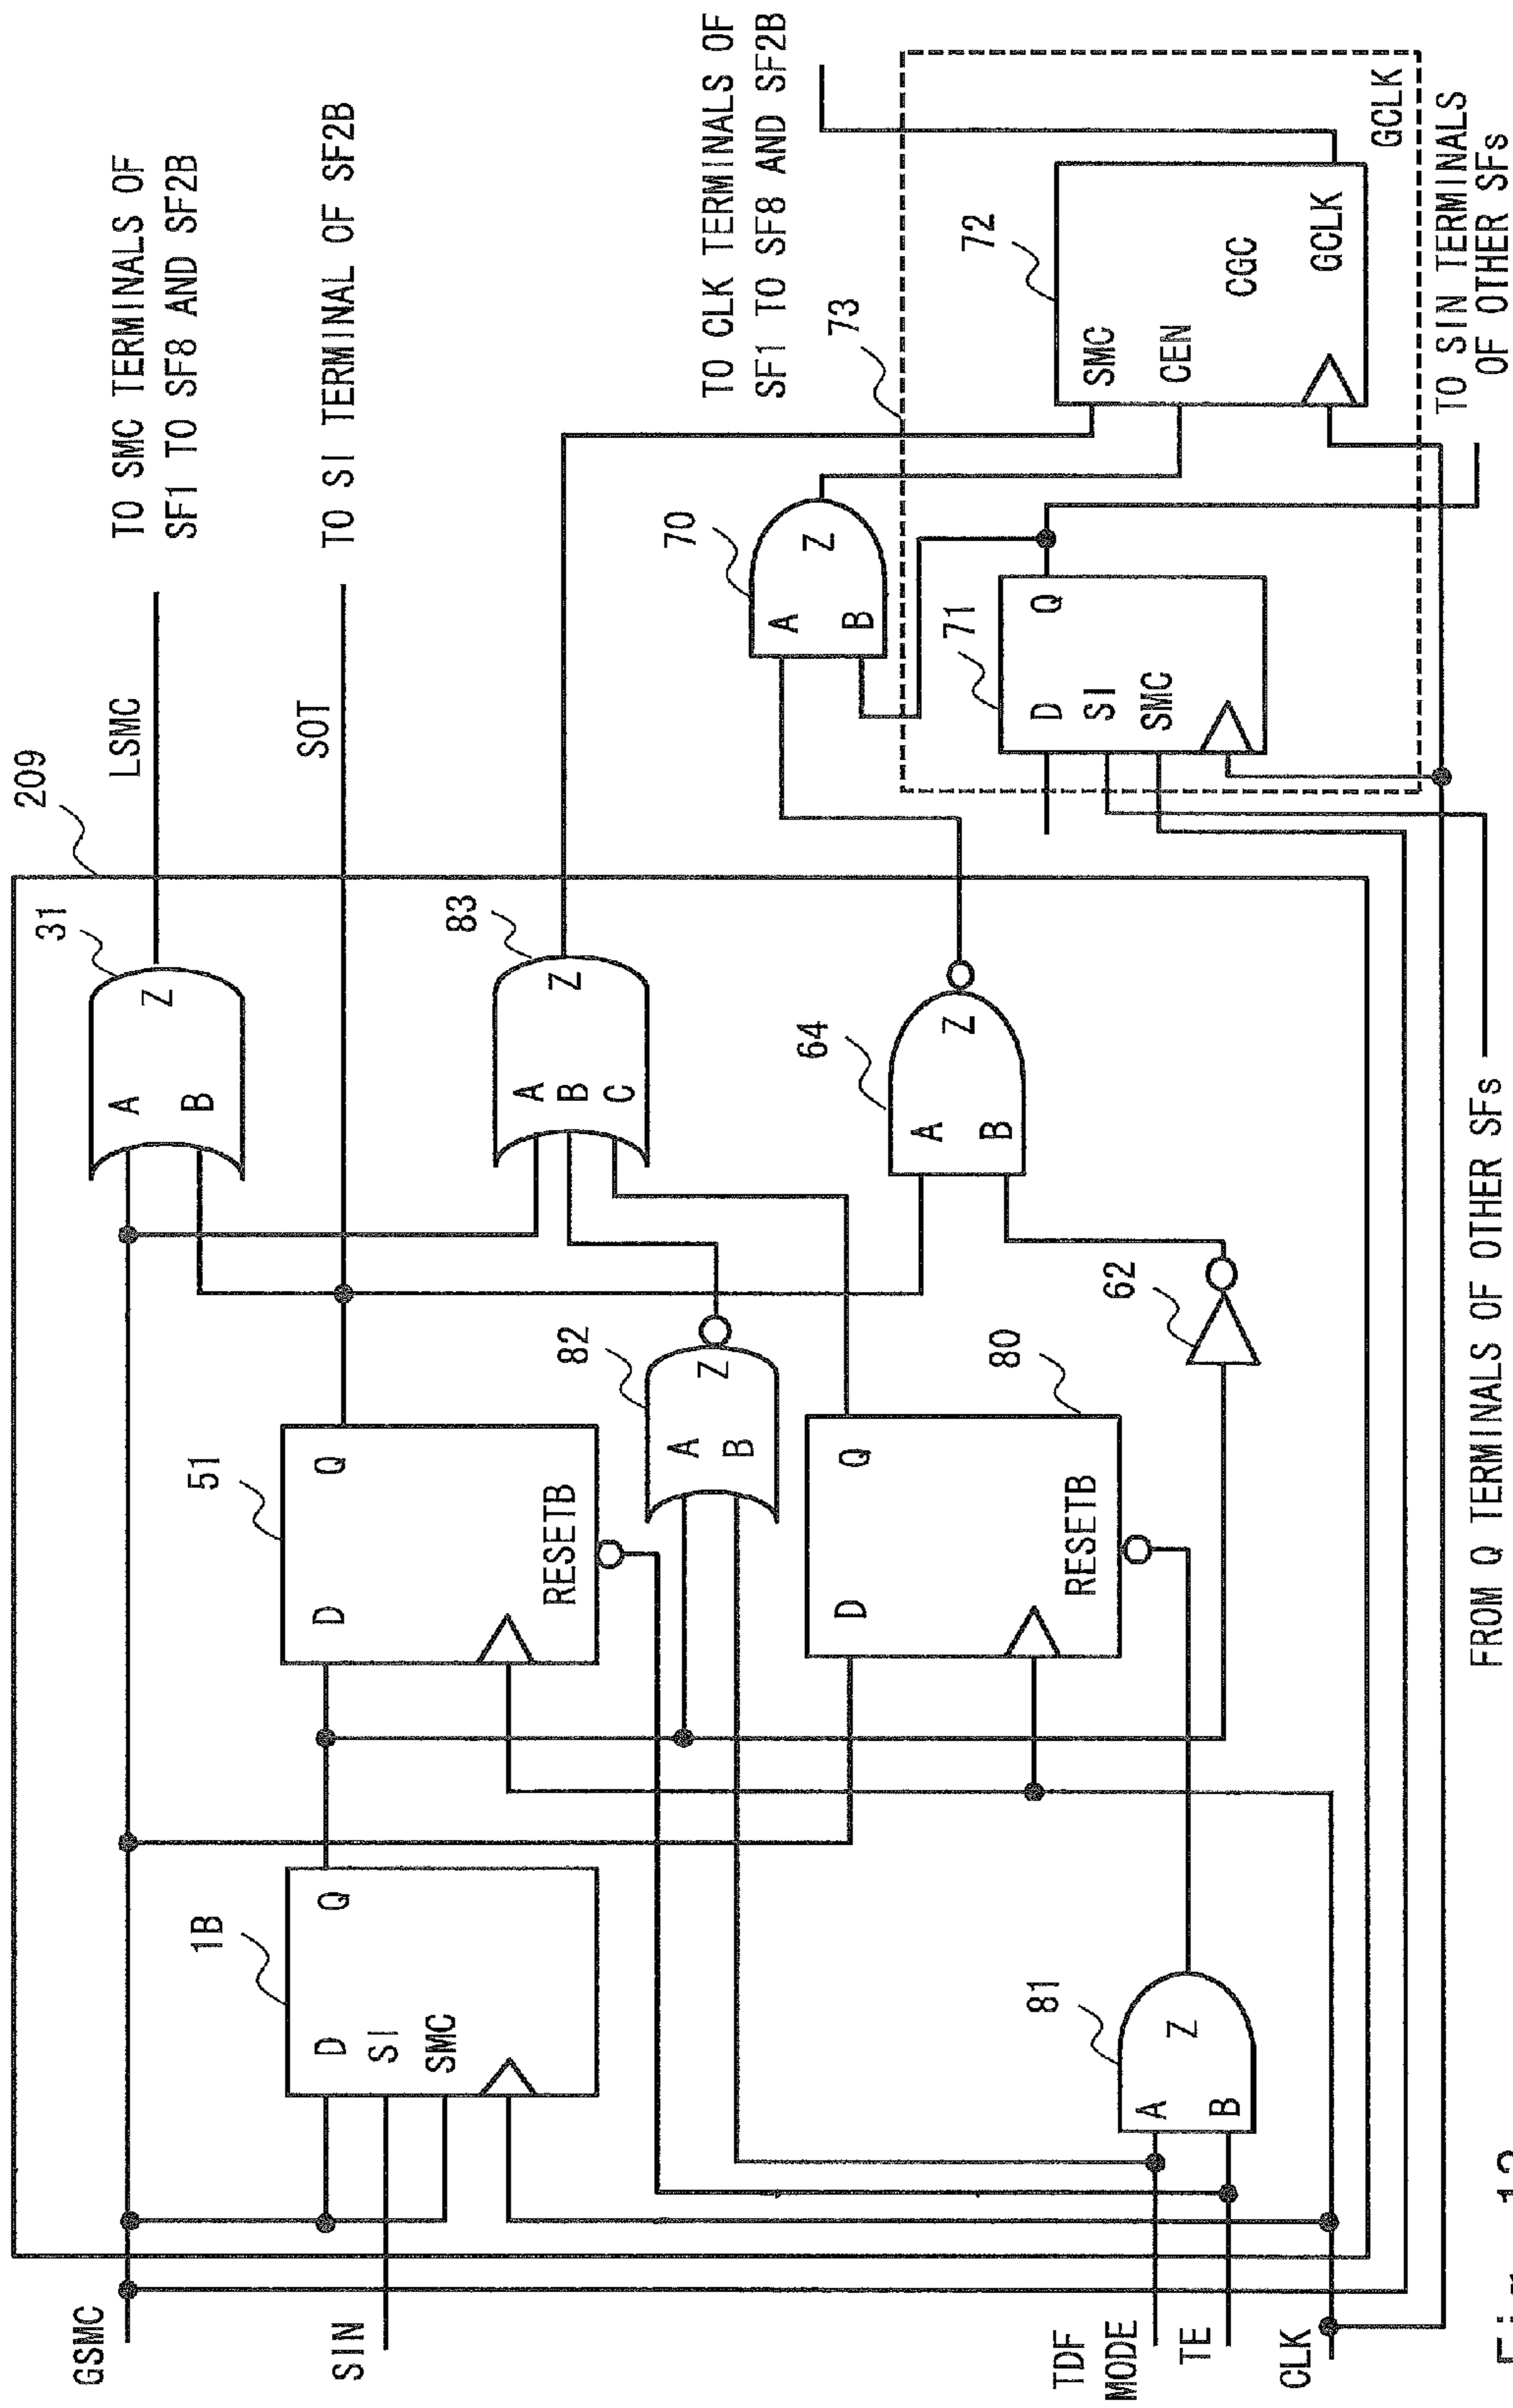 GSMC
SIN
TDF
MODE
TE
CLK
1B
D
SI
SMC
Q
51
D
Q
RESETB
31
A
B
Z
209
LSMC
TO SMC TERMINALS OF
SF1 TO SF8 AND SF2B
SOT
TO SI TERMINAL OF SF2B
82
A
B
Z
83
A
B
C
Z
80
D
Q
RESETB
81
A
B
Z
62
64
A
B
Z
70
A
B
Z
71
D
SI
SMC
Q
73
72
SMC
CEN
CGC
GCLK
TO CLK TERMINALS OF
SF1 TO SF8 AND SF2B
GCLK
TO SIN TERMINALS
OF OTHER SFs
FROM Q TERMINALS OF OTHER SFs